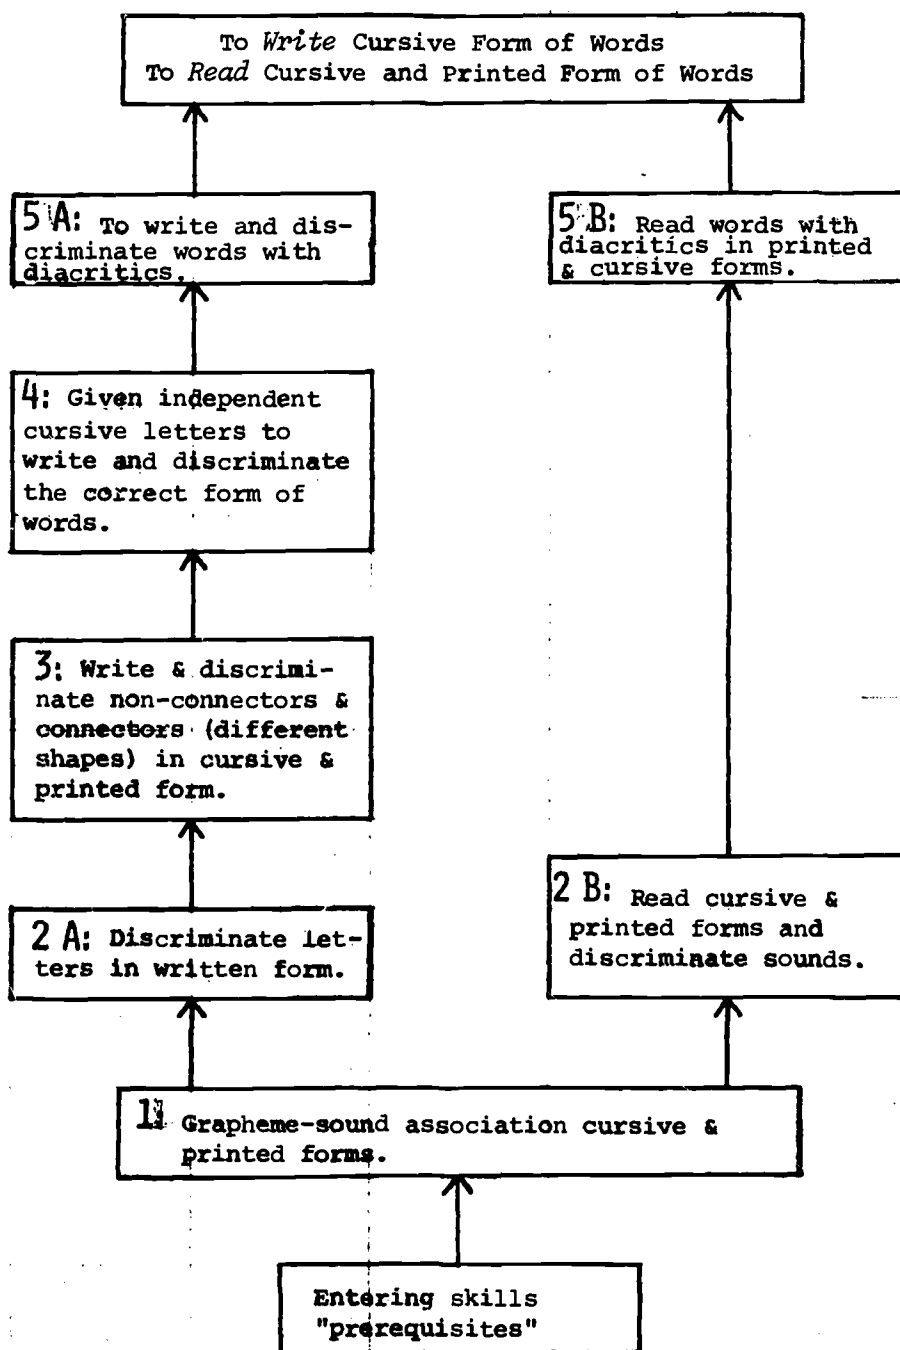 To Write Cursive Form of Words
To Read Cursive and Printed Form of Words
5 A: To write and dis-
criminate words with
diacritics.
5 B: Read words with
diacritics in printed
& cursive forms.
4: Given independent
cursive letters to
write and discriminate
the correct form of
words.
3: Write & discrimi-
nate non-connectors &
connectors (different
shapes) in cursive &
printed form.
2 A: Discriminate let-
ters in written form.
2 B: Read cursive &
printed forms and
discriminate sounds.
1: Grapheme-sound association cursive &
printed forms.
Entering skills
"prerequisites"